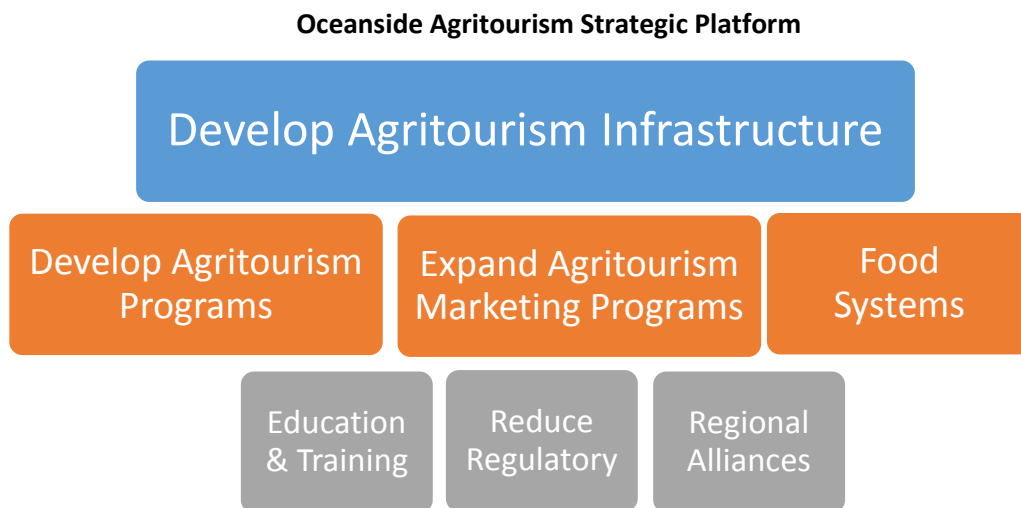 Oceanside Agritourism Strategic Platform
Develop Agritourism Infrastructure
Develop Agritourism
Programs
Expand Agritourism
Marketing Programs
Food
Systems
Education
& Training
Reduce
Regulatory
Regional
Alliances